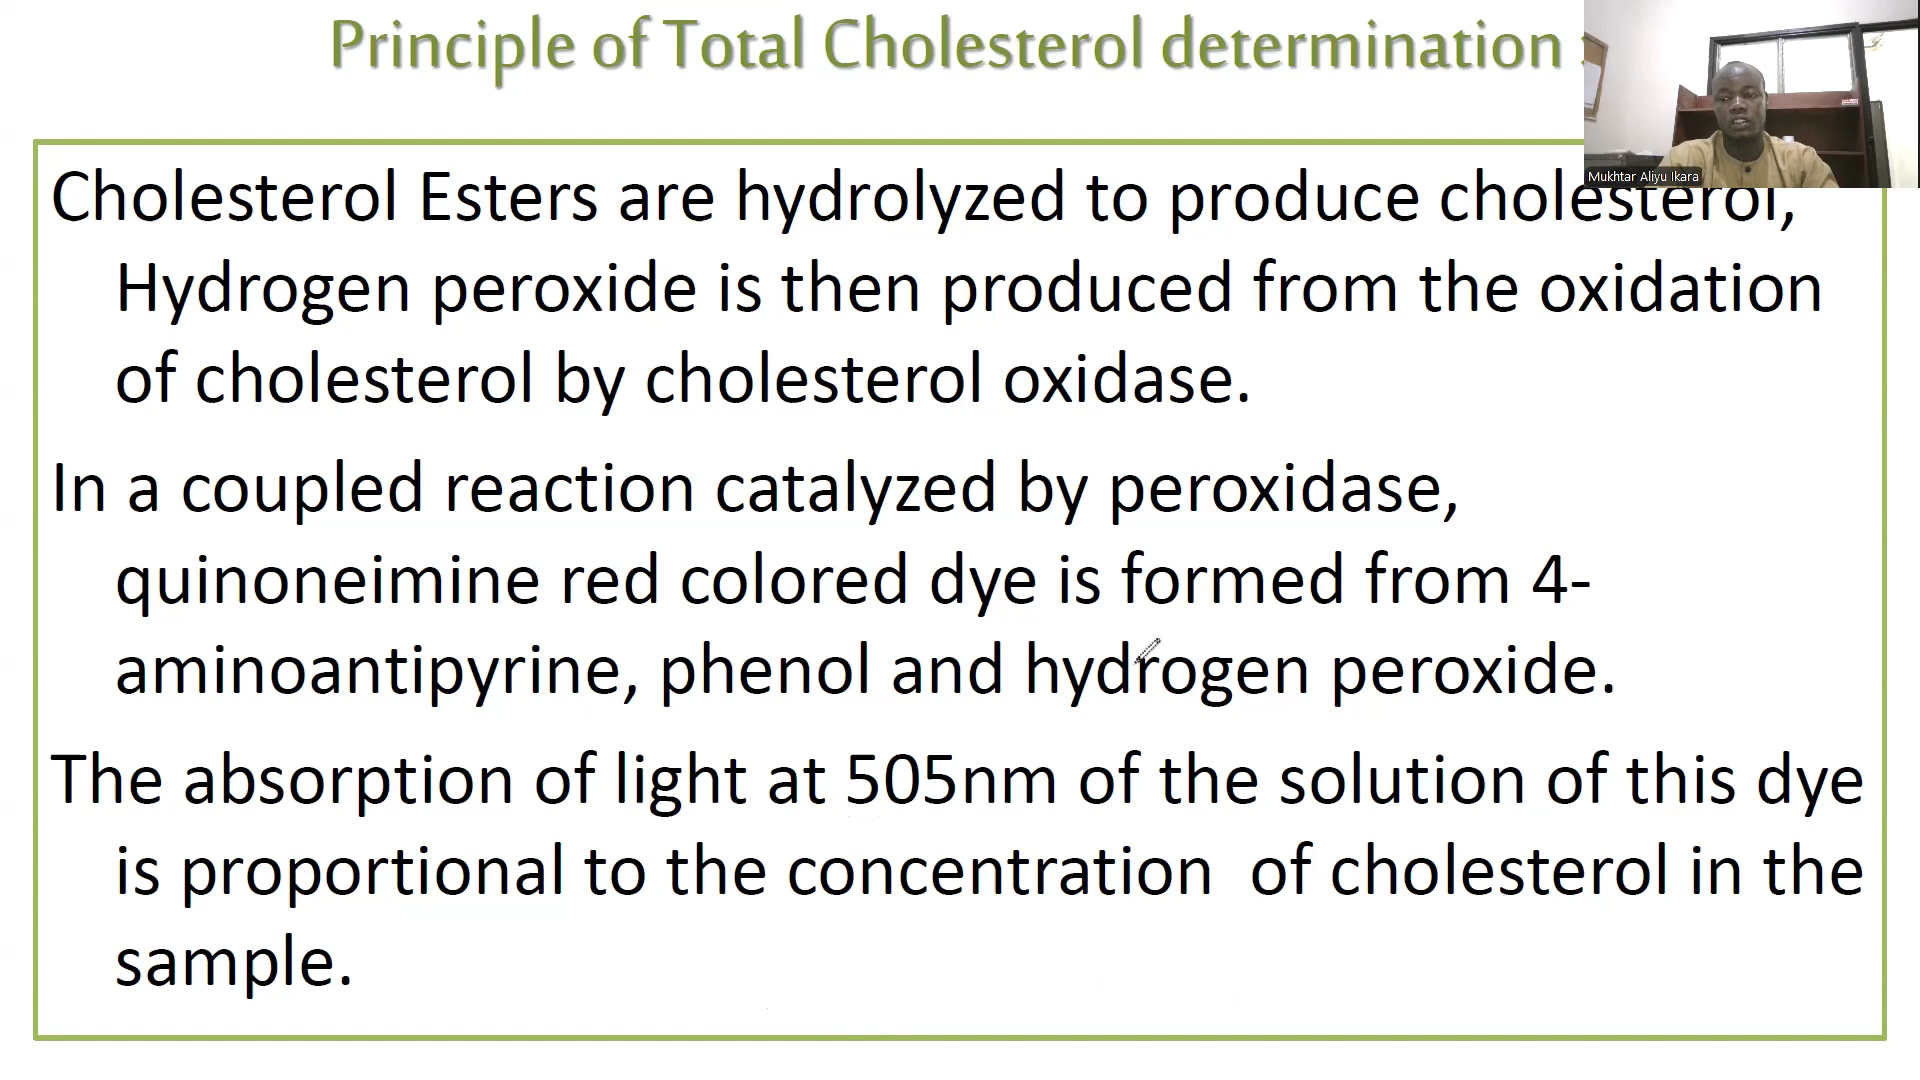 Principle of Total Cholesterol determination
Mukhtar Aliyu Ikara
Cholesterol Esters are hydrolyzed to produce cholesterol,
Hydrogen peroxide is then produced from the oxidation
of cholesterol by cholesterol oxidase.
In a coupled reaction catalyzed by peroxidase,
quinoneimine red colored dye is formed from 4-
aminoantipyrine, phenol and hydrogen peroxide.
The absorption of light at 505nm of the solution of this dye
is proportional to the concentration of cholesterol in the
sample.